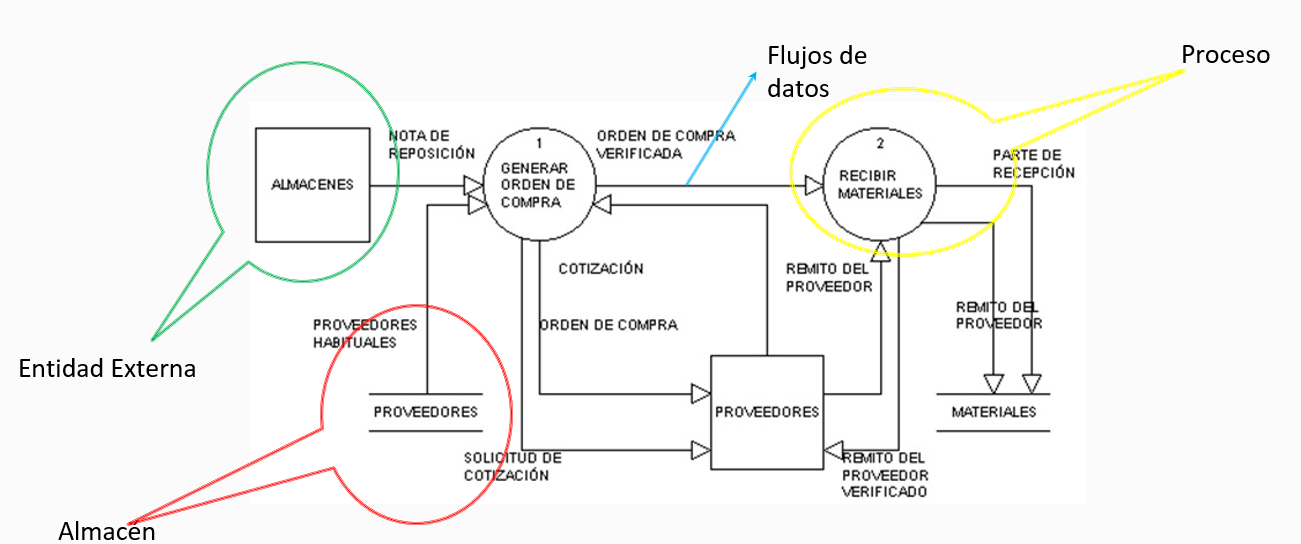 Flujos de
datos
Proceso
NOTA DE
REPOSICIÓN
1
GENERAR
ORDEN DE
COMPRA
ORDEN DE COMPRA
VERIFICADA
2
RECIBIR
MATERIALES
PARTE DE
RECEPCIÓN
ALMACENES
COTIZACIÓN
REMITO DEL
PROVEEDOR
ORDEN DE COMPRA
REMITO DEL
PROVEEDOR
PROVEEDORES
HABITUALES
Entidad Externa
PROVEEDORES
PROVEEDORES
MATERIALES
SOLICITUD DE
COTIZACIÓN
REMITO DEL
PROVEEDOR
VERIFICADO
Almacén